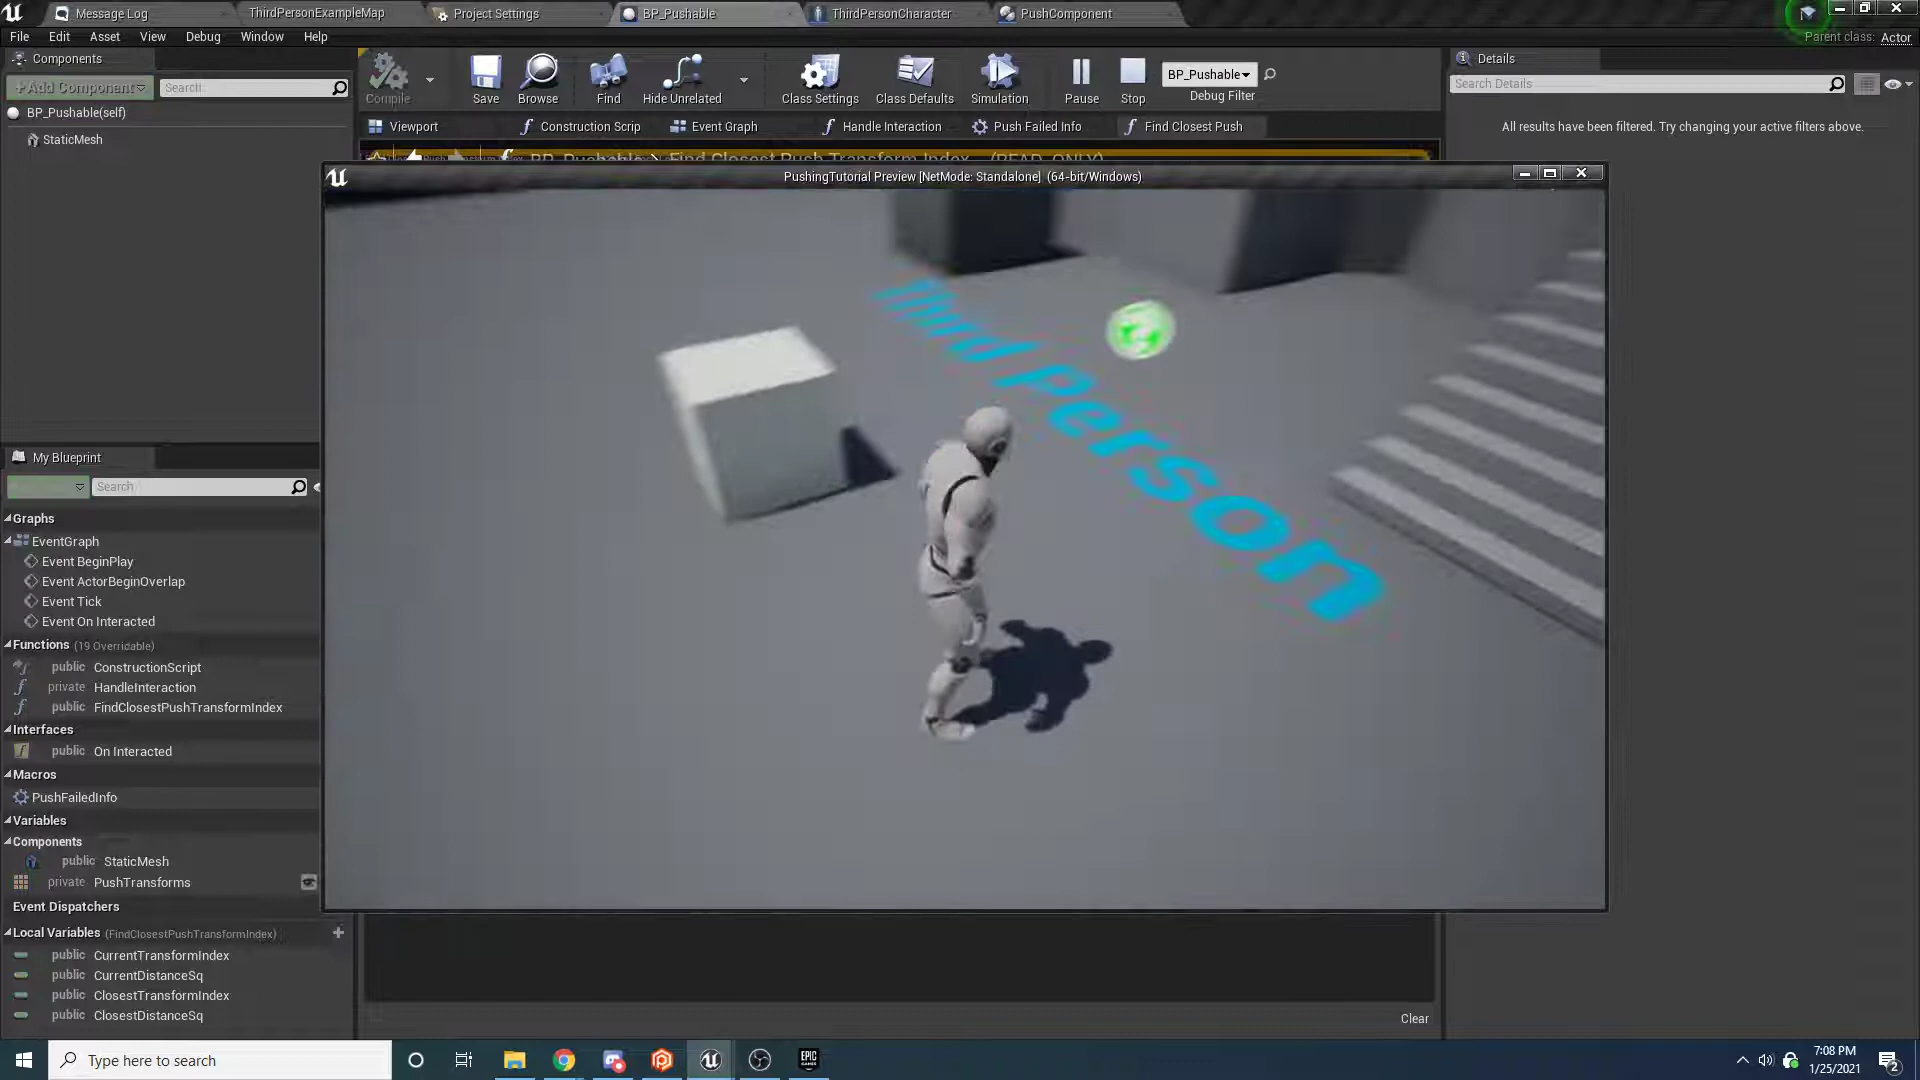 Message Log
ThirdPersonExampleMap
Project Settings
BP_Pushable
ThirdPersonCharacter
PushComponent
File Edit Asset View Debug Window Help
Parent class: Actor
Components
+Add Component
Search
BP_Pushable(self)
StaticMesh
Compile
Save
Browse
Find
Hide Unrelated
Class Settings
Class Defaults
Simulation
Pause
Stop
BP_Pushable
Debug Filter
Details
Search Details
All results have been filtered. Try changing your active filters above.
Viewport
Construction Scrip
Event Graph
Handle Interaction
Push Failed Info
Find Closest Push
BP_Pushable > Find Closest Push Transform Index (READ_ONLY)
PushingTutorial Preview [NetMode: Standalone] (64-bit/Windows)
Third Person
My Blueprint
Search
Graphs
EventGraph
Event BeginPlay
Event ActorBeginOverlap
Event Tick
Event On Interacted
Functions (19 Overridable)
public ConstructionScript
private HandleInteraction
public FindClosestPushTransformIndex
Interfaces
public On Interacted
Macros
PushFailedInfo
Variables
Components
public StaticMesh
private PushTransforms
Event Dispatchers
Local Variables (FindClosestPushTransformIndex)
public CurrentTransformIndex
public CurrentDistanceSq
public ClosestTransformIndex
public ClosestDistanceSq
Clear
Type here to search
EPIC
GAMES
7:08 PM
1/25/2021
2